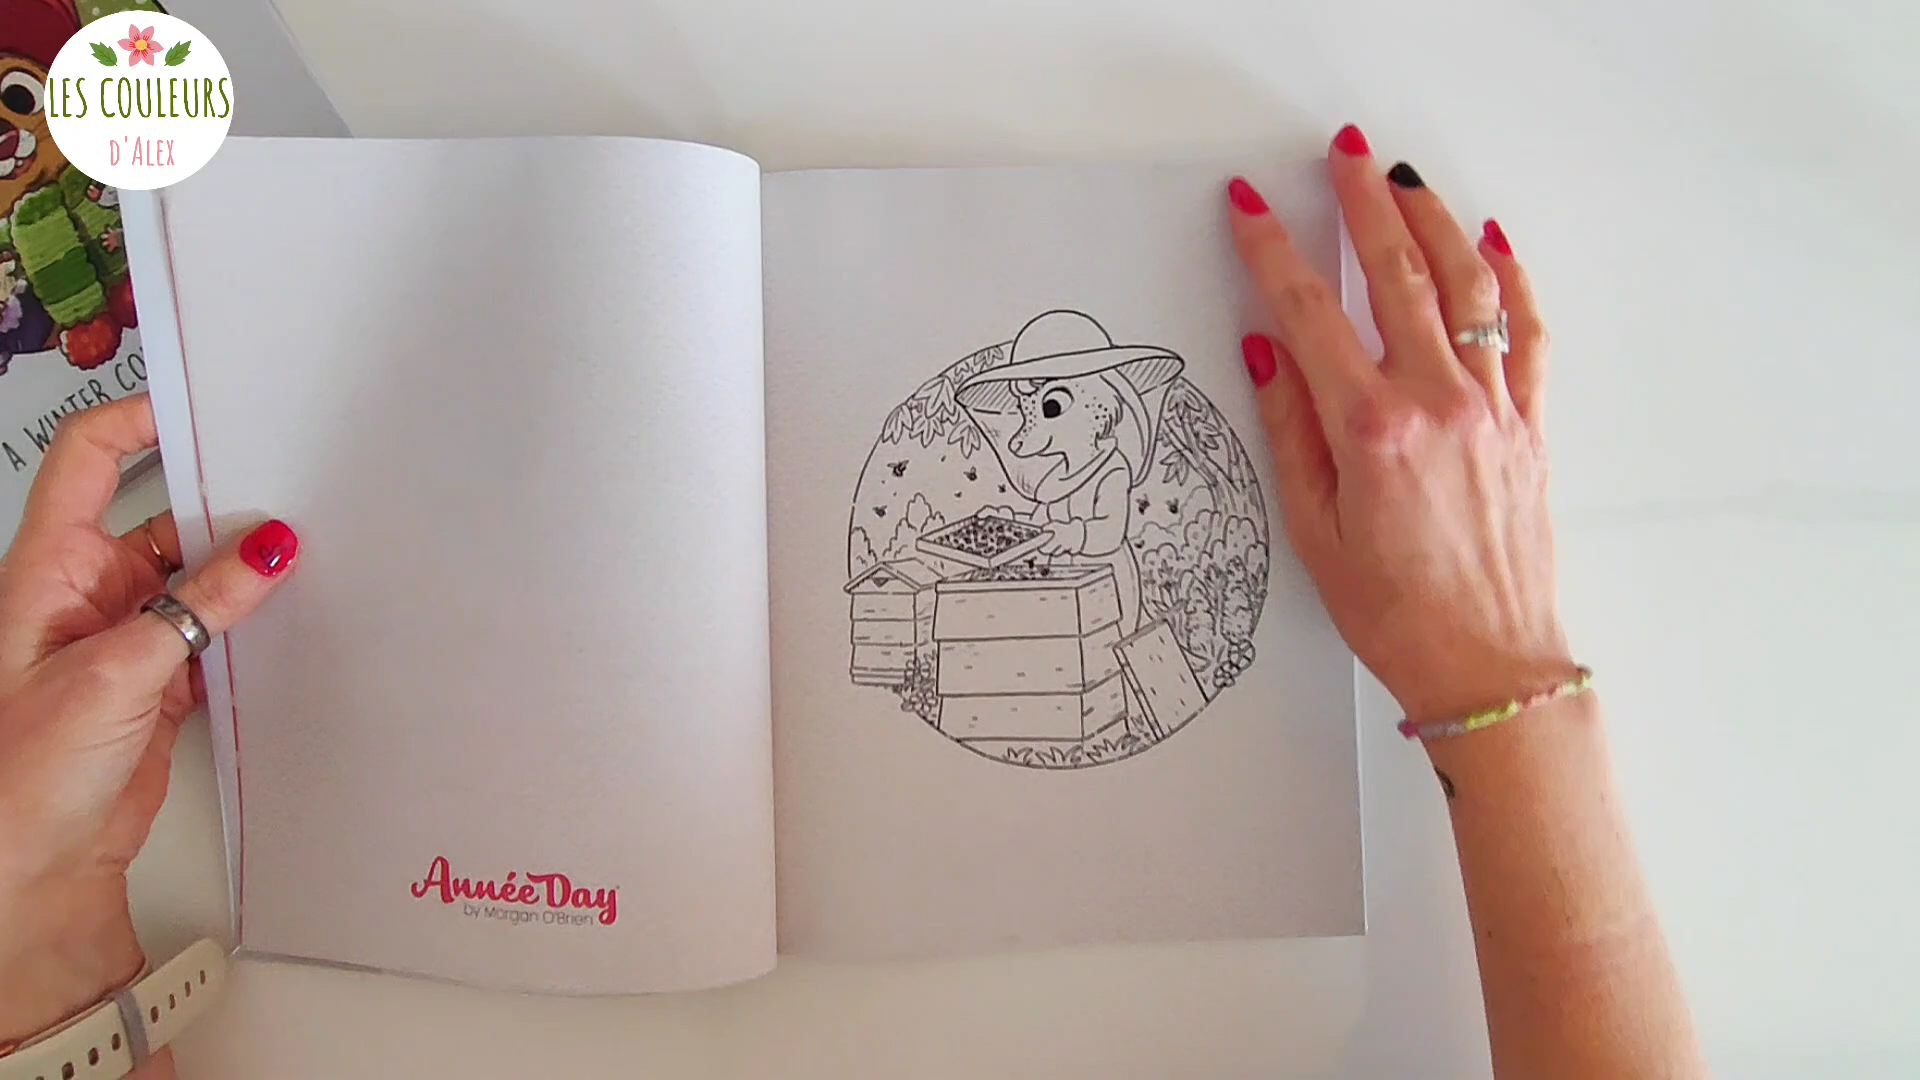 LES COULEURS
d'ALEX
A WINTER CO
Année Day
by Morgan O'Brien